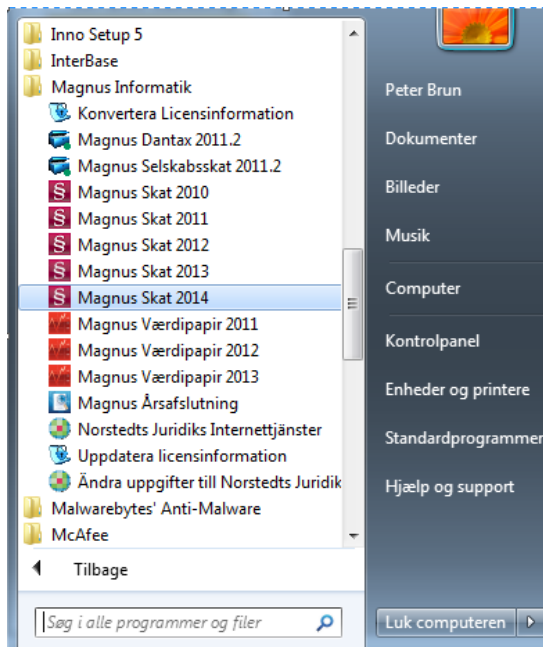 Inno Setup 5
InterBase
Magnus Informatik
Konvertera Licensinformation
Magnus Dantax 2011.2
Magnus Selskabsskat 2011.2
Magnus Skat 2010
Magnus Skat 2011
Magnus Skat 2012
Magnus Skat 2013
Magnus Skat 2014
Magnus Værdipapir 2011
Magnus Værdipapir 2012
Magnus Værdipapir 2013
Magnus Årsafslutning
Norstedts Juridiks Internettjänster
Uppdatera licensinformation
Ändra uppgifter till Norstedts Juridik
Malwarebytes' Anti-Malware
McAfee
Tilbage
Søg i alle programmer og filer
Peter Brun
Dokumenter
Billeder
Musik
Computer
Kontrolpanel
Enheder og printere
Standardprogrammer
Hjælp og support
Luk computeren